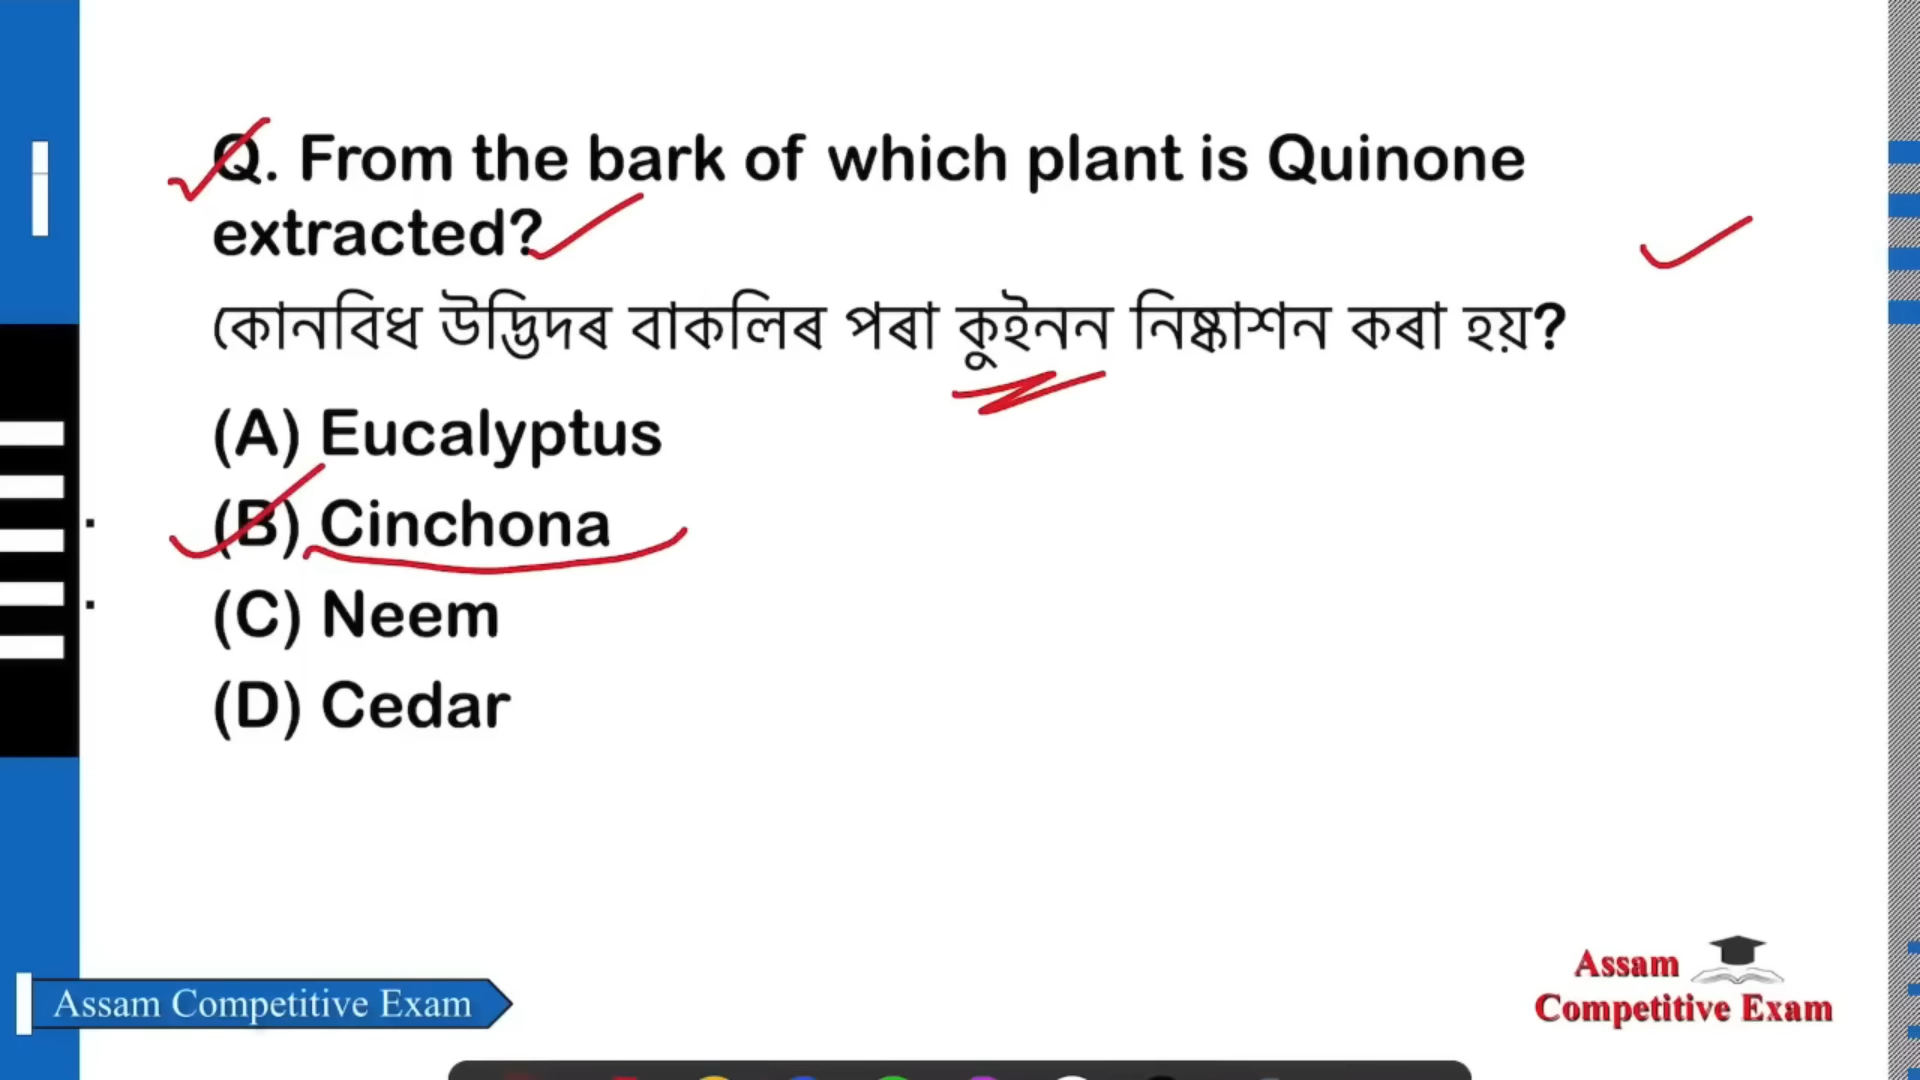 Q. From the bark of which plant is Quinone
extracted?
কোনবিধ উদ্ভিদৰ বাকলিৰ পৰা কুইনন নিষ্কাশন কৰা হয়?
(A) Eucalyptus
(B) Cinchona
(C) Neem
(D) Cedar
Assam Competitive Exam
Assam
Competitive Exam